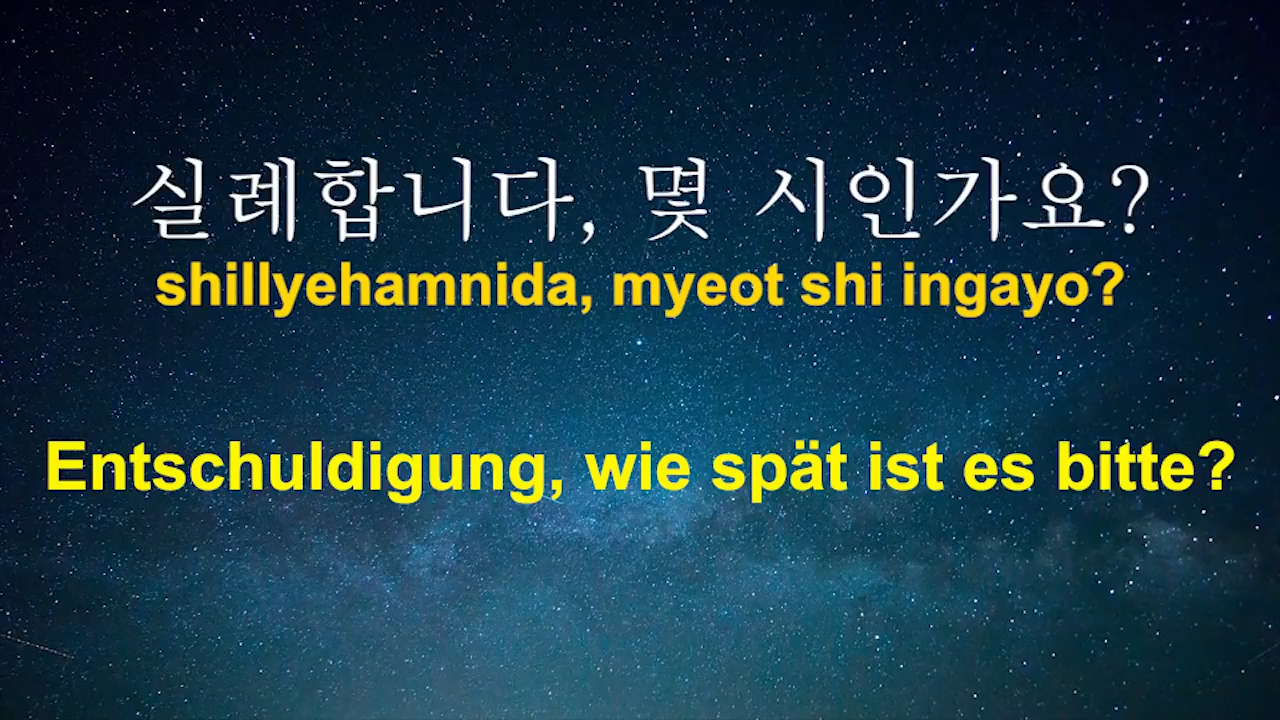 실례합니다, 몇 시인가요?
shillyehamnida, myeot shi ingayo?
Entschuldigung, wie spät ist es bitte?